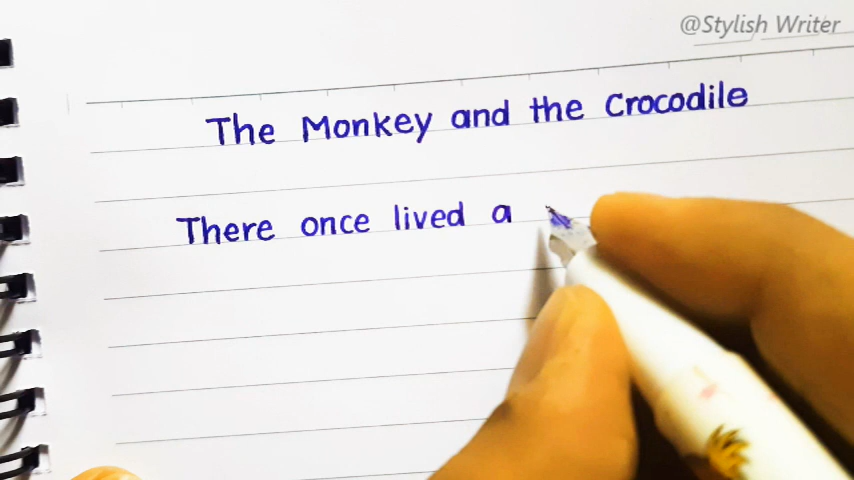 @Stylish Writer
The Monkey and the Crocodile
There once lived a